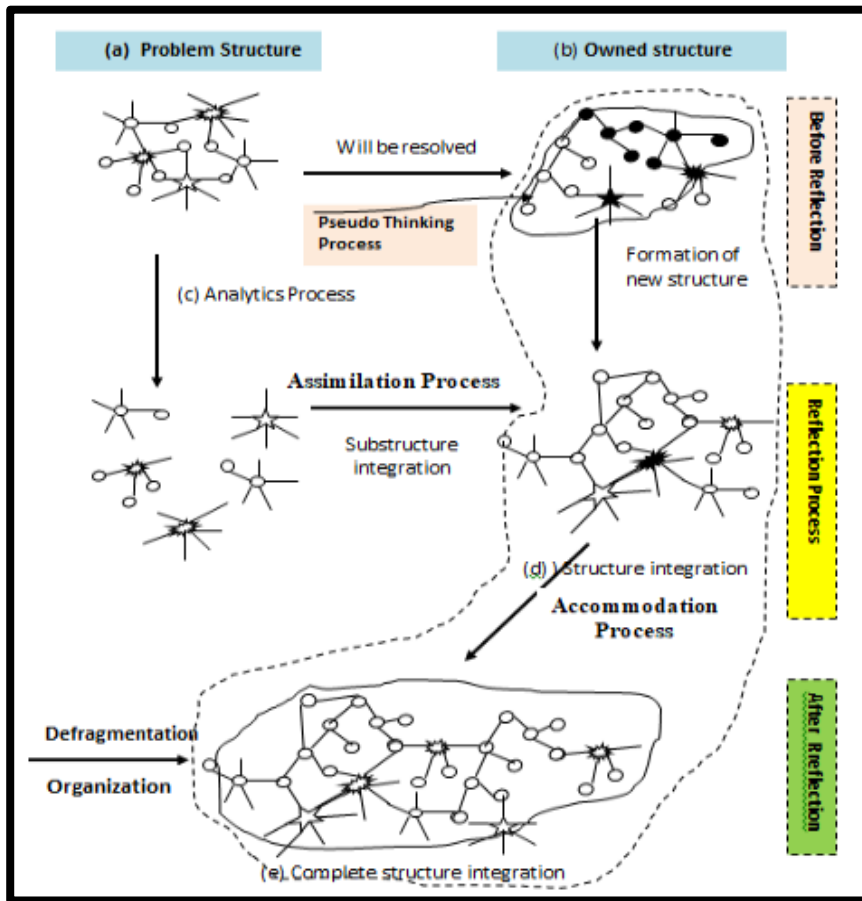 (a) Problem Structure
(b) Owned structure
Before Reflection
Will be resolved
Pseudo Thinking
Process
Formation of
new structure
(c) Analytics Process
Assimilation Process
Substructure
integration
Reflection Process
(d) ) Structure integration
Accommodation
Process
After Rreflection
Defragmentation
Organization
(e) Complete structure integration